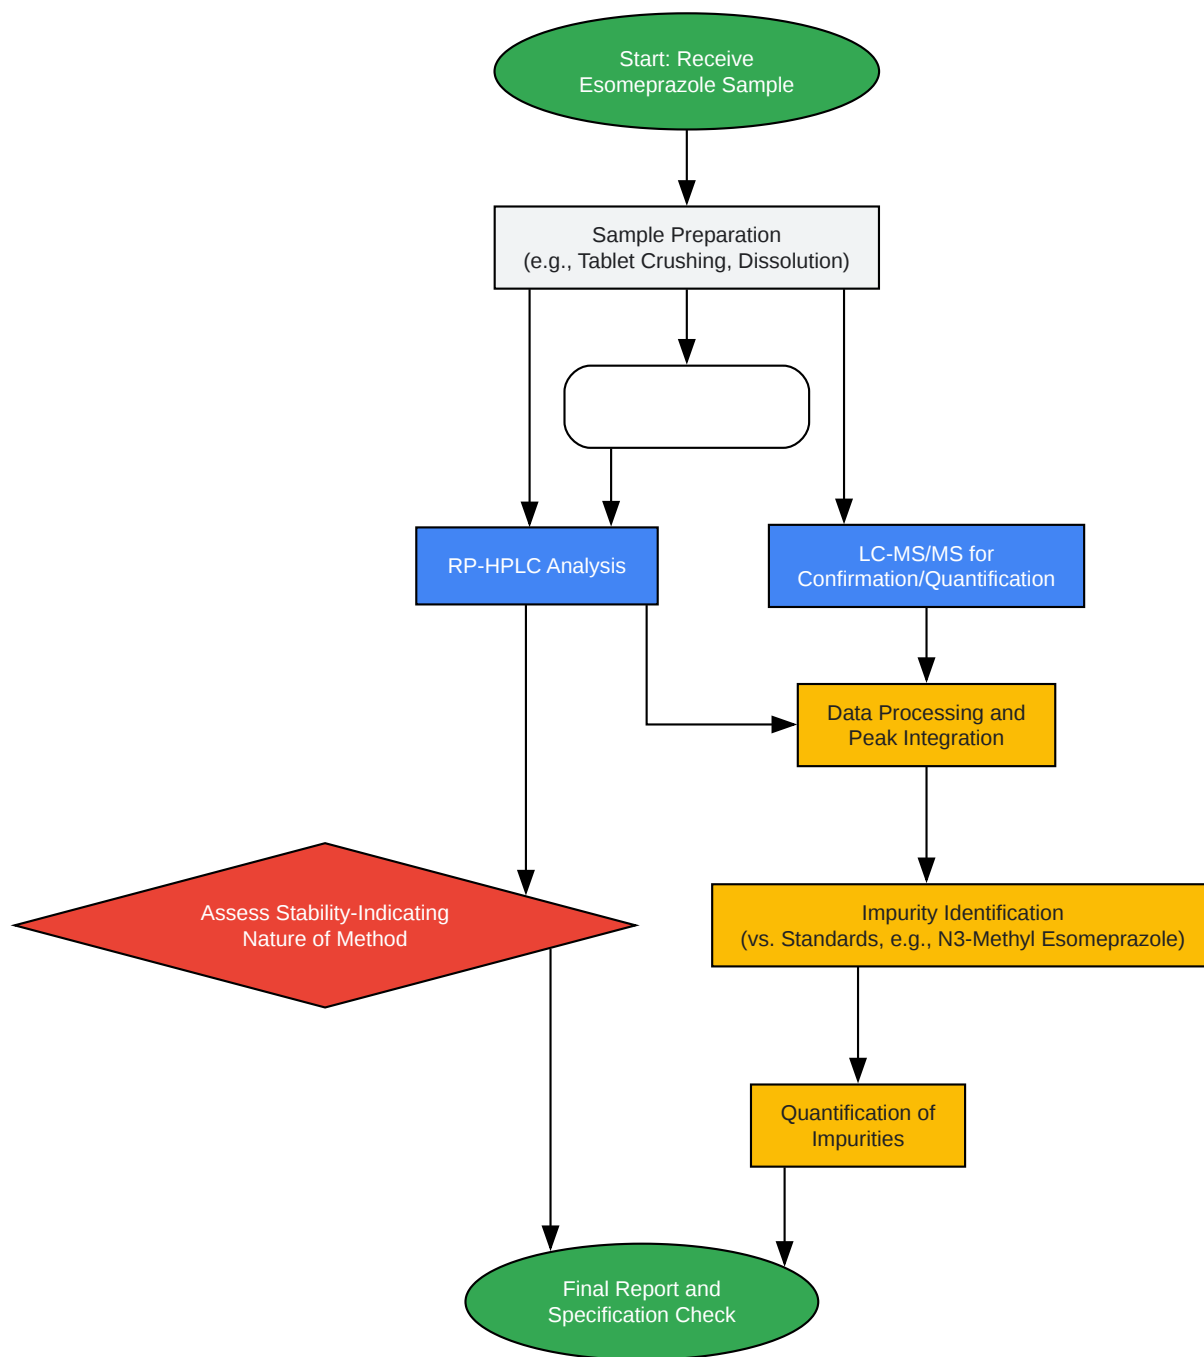 Start: Receive
Esomeprazole Sample
Sample Preparation
(e.g., Tablet Crushing, Dissolution)
RP-HPLC Analysis
LC-MS/MS for
Confirmation/Quantification
Data Processing and
Peak Integration
Assess Stability-Indicating
Nature of Method
Impurity Identification
(vs. Standards, e.g., N3-Methyl Esomeprazole)
Quantification of
Impurities
Final Report and
Specification Check